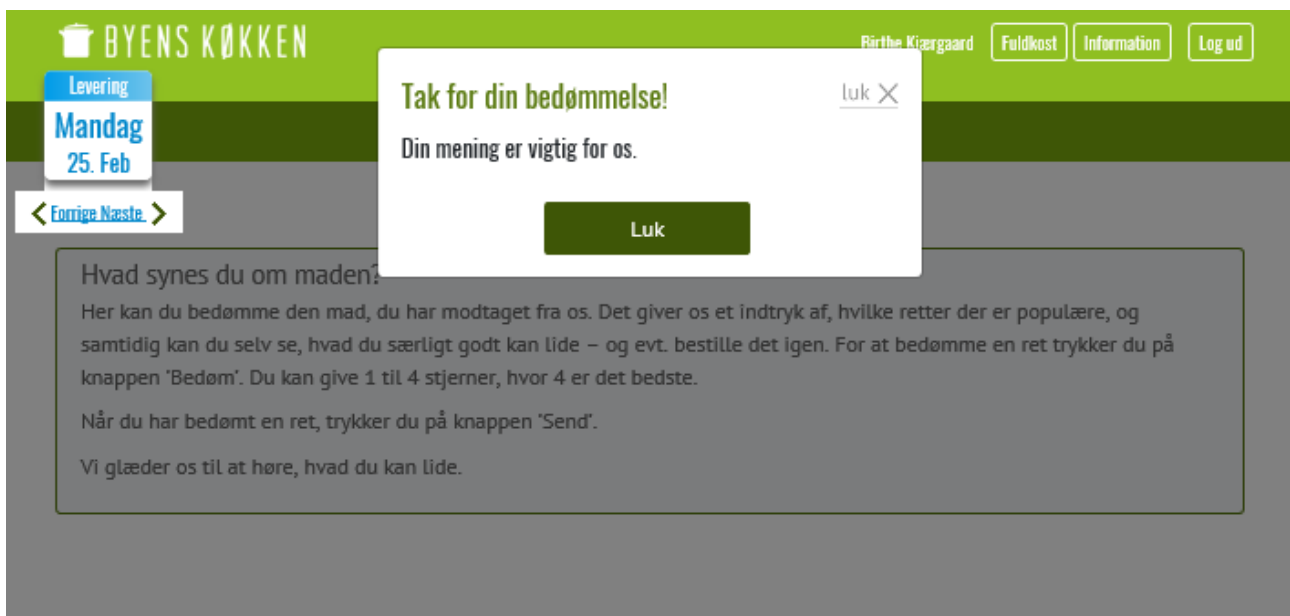 BYENS KØKKEN
Birthe Kjærgaard
Fuldkost
Information
Log ud
Levering
Mandag
25. Feb
Forrige Næste
Tak for din bedømmelse!
luk
Din mening er vigtig for os.
Luk
Hvad synes du om maden?
Her kan du bedømme den mad, du har modtaget fra os. Det giver os et indtryk af, hvilke retter der er populære, og
samtidig kan du selv se, hvad du særligt godt kan lide – og evt. bestille det igen. For at bedømme en ret trykker du på
knappen 'Bedøm'. Du kan give 1 til 4 stjerner, hvor 4 er det bedste.
Når du har bedømt en ret, trykker du på knappen 'Send'.
Vi glæder os til at høre, hvad du kan lide.